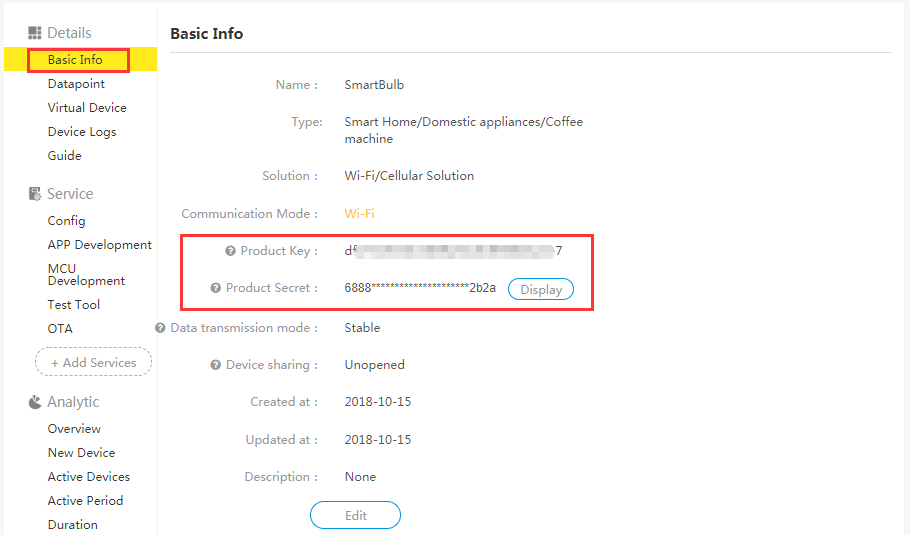 Details
Basic Info
Datapoint
Virtual Device
Device Logs
Guide
Service
Config
APP Development
MCU
Development
Test Tool
OTA
+ Add Services
Analytic
Overview
New Device
Active Devices
Active Period
Duration
Basic Info
Name : SmartBulb
Type: Smart Home/Domestic appliances/Coffee
machine
Solution : Wi-Fi/Cellular Solution
Communication Mode : Wi-Fi
? Product Key : df 7
? Product Secret : 6888*********************2b2a Display
? Data transmission mode : Stable
? Device sharing : Unopened
Created at : 2018-10-15
Updated at : 2018-10-15
Description : None
Edit